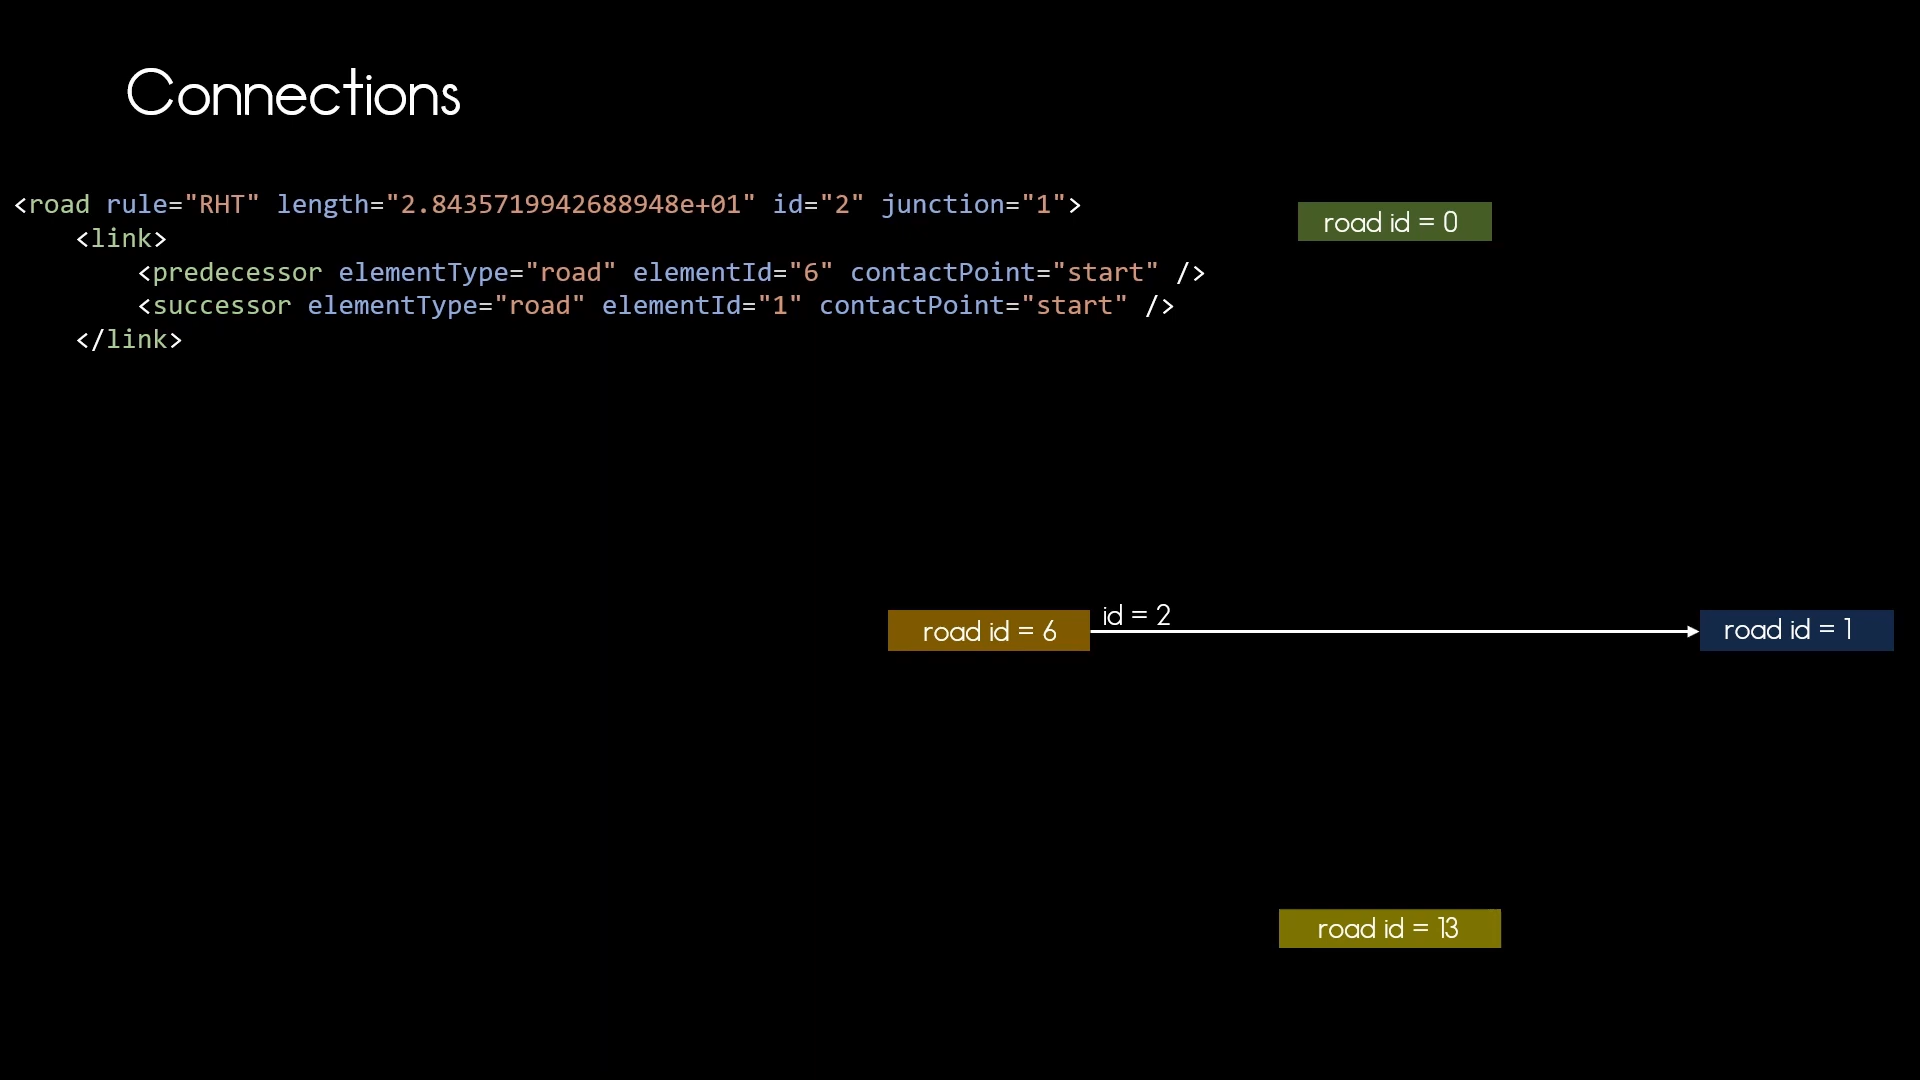 Connections
<road rule="RHT" length="2.8435719942688948e+01" id="2" junction="1">
    <link>
        <predecessor elementType="road" elementId="6" contactPoint="start" />
        <successor elementType="road" elementId="1" contactPoint="start" />
    </link>
road id = 0
id = 2
road id = 6
road id = 1
road id = 13